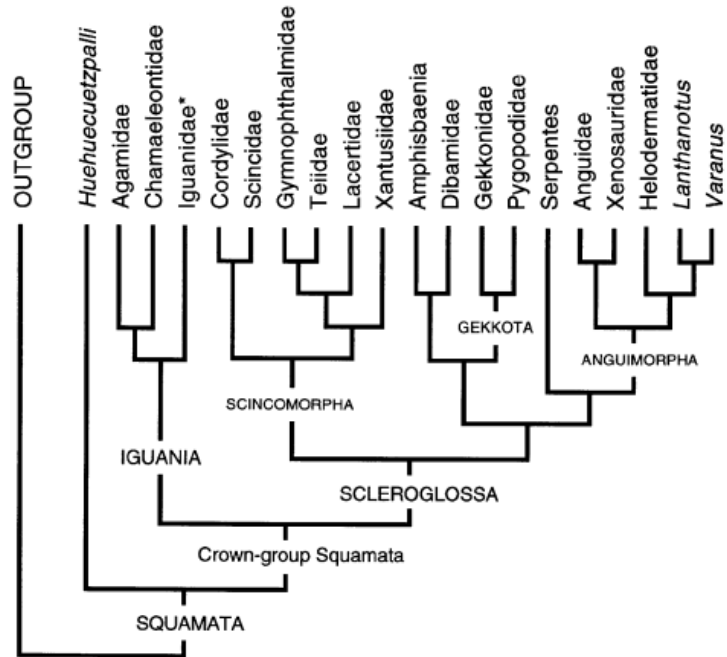 OUTGROUP
Huehuecuetzpalli
Agamidae
Chamaeleontidae
Iguanidae*
Cordylidae
Scincidae
Gymnophthalmidae
Teiidae
Lacertidae
Xantusiidae
Amphisbaenia
Dibamidae
Gekkonidae
Pygopodidae
Serpentes
Anguidae
Xenosauridae
Helodermatidae
Lanthanotus
Varanus
GEKKOTA
ANGUIMORPHA
SCINCOMORPHA
IGUANIA
SCLEROGLOSSA
Crown-group Squamata
SQUAMATA